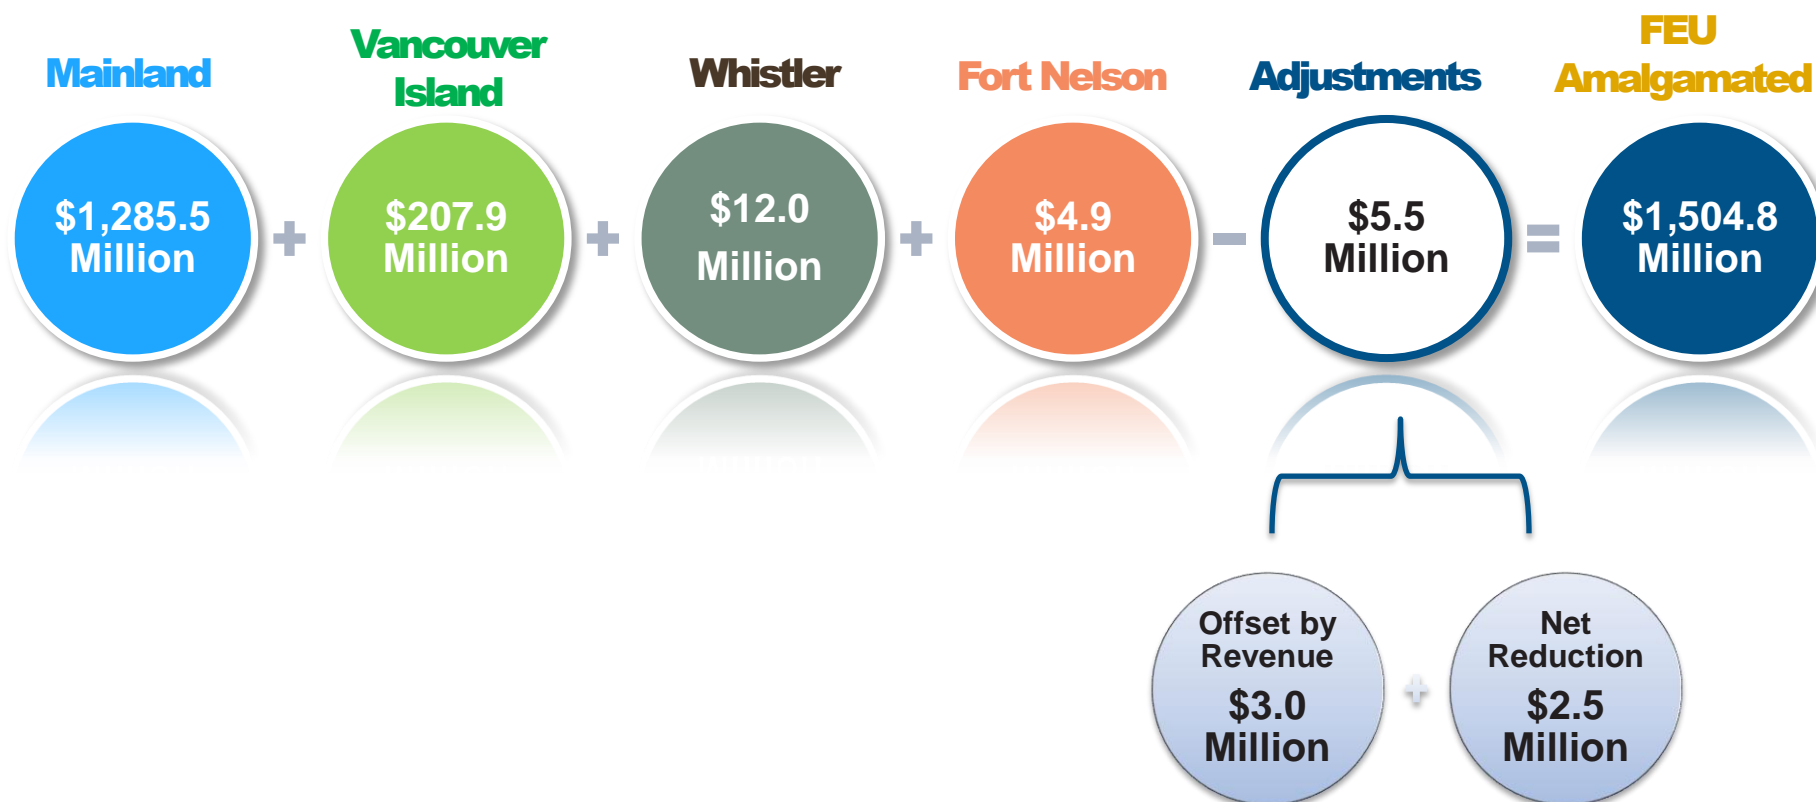 Mainland
$1,285.5
Million
+
Vancouver
Island
$207.9
Million
+
Whistler
$12.0
Million
+
Fort Nelson
$4.9
Million
−
Adjustments
$5.5
Million
=
FEU
Amalgamated
$1,504.8
Million
Offset by
Revenue
$3.0
Million
+
Net
Reduction
$2.5
Million